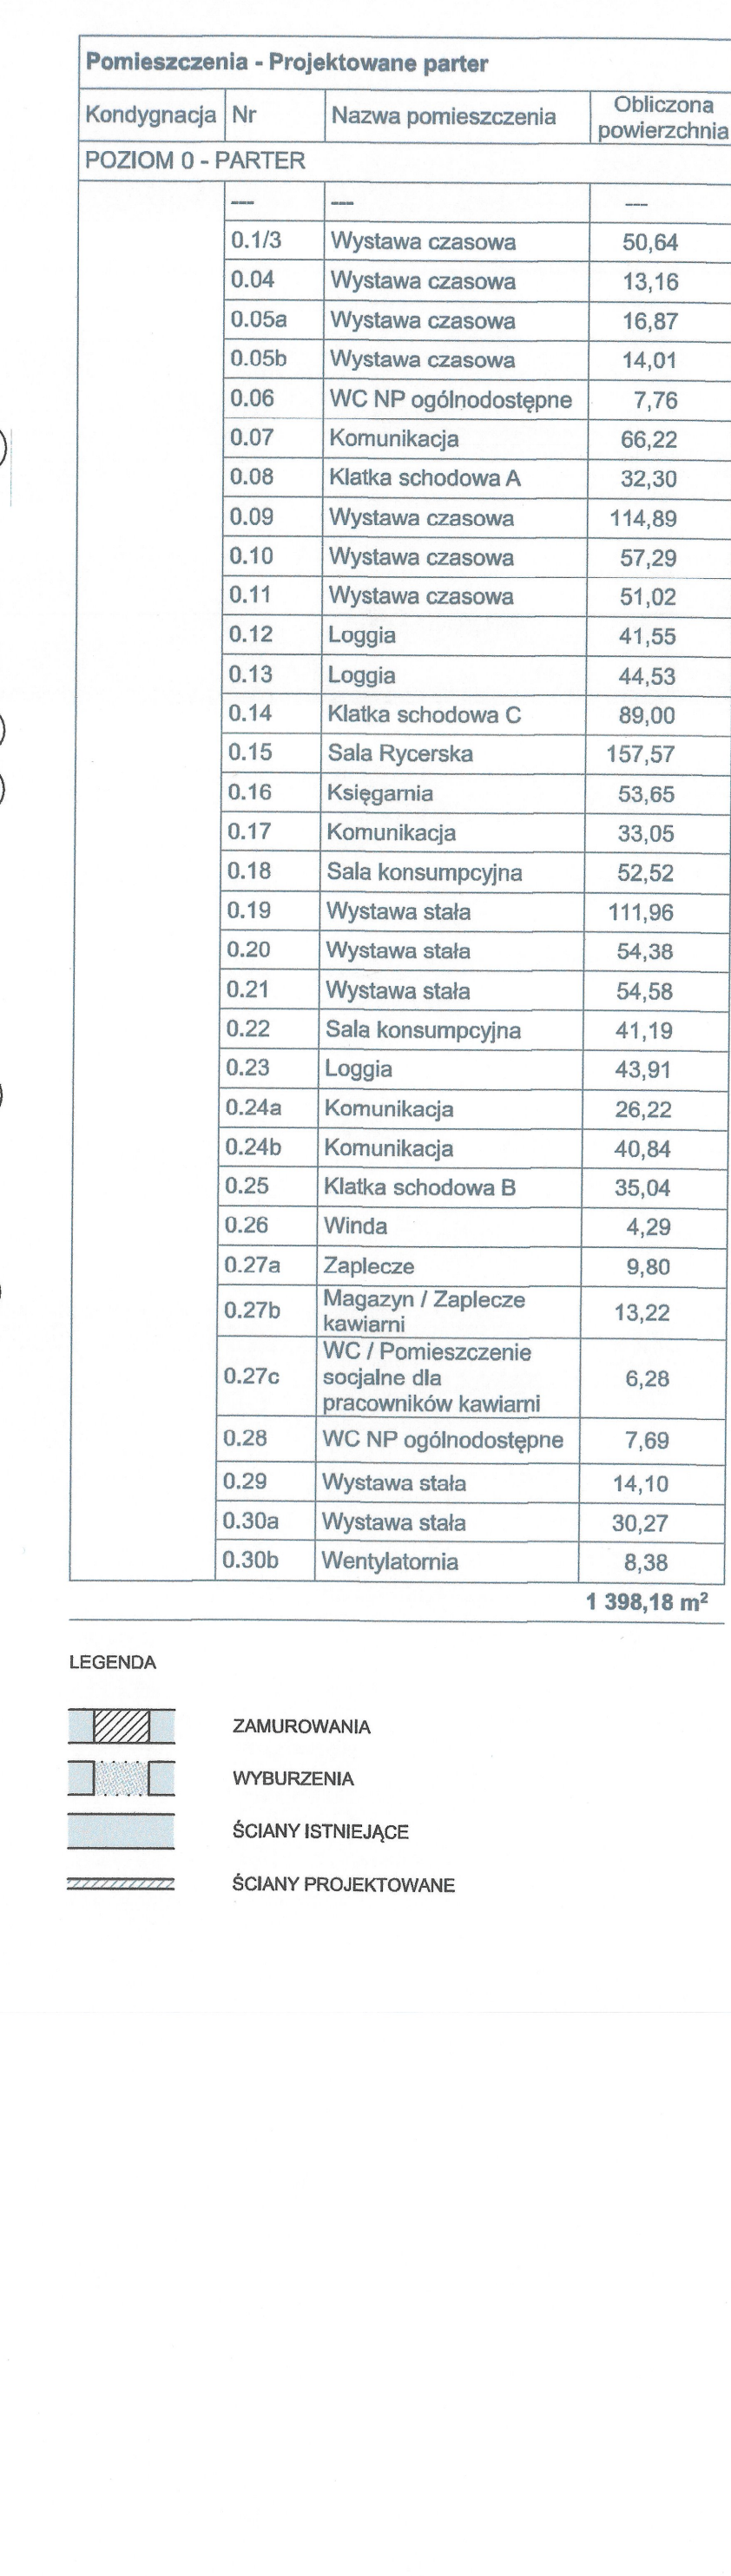 Pomieszczenia - Projektowane parter
Kondygnacja Nr Nazwa pomieszczenia Obliczona powierzchnia
POZIOM 0 - PARTER
--- --- ---
0.1/3 Wystawa czasowa 50,64
0.04 Wystawa czasowa 13,16
0.05a Wystawa czasowa 16,87
0.05b Wystawa czasowa 14,01
0.06 WC NP ogólnodostępne 7,76
0.07 Komunikacja 66,22
0.08 Klatka schodowa A 32,30
0.09 Wystawa czasowa 114,89
0.10 Wystawa czasowa 57,29
0.11 Wystawa czasowa 51,02
0.12 Loggia 41,55
0.13 Loggia 44,53
0.14 Klatka schodowa C 89,00
0.15 Sala Rycerska 157,57
0.16 Księgarnia 53,65
0.17 Komunikacja 33,05
0.18 Sala konsumpcyjna 52,52
0.19 Wystawa stała 111,96
0.20 Wystawa stała 54,38
0.21 Wystawa stała 54,58
0.22 Sala konsumpcyjna 41,19
0.23 Loggia 43,91
0.24a Komunikacja 26,22
0.24b Komunikacja 40,84
0.25 Klatka schodowa B 35,04
0.26 Winda 4,29
0.27a Zaplecze 9,80
0.27b Magazyn / Zaplecze kawiarni 13,22
0.27c WC / Pomieszczenie socjalne dla pracowników kawiarni 6,28
0.28 WC NP ogólnodostępne 7,69
0.29 Wystawa stała 14,10
0.30a Wystawa stała 30,27
0.30b Wentylatornia 8,38
1 398,18 m²
LEGENDA
ZAMUROWANIA
WYBURZENIA
ŚCIANY ISTNIEJĄCE
ŚCIANY PROJEKTOWANE